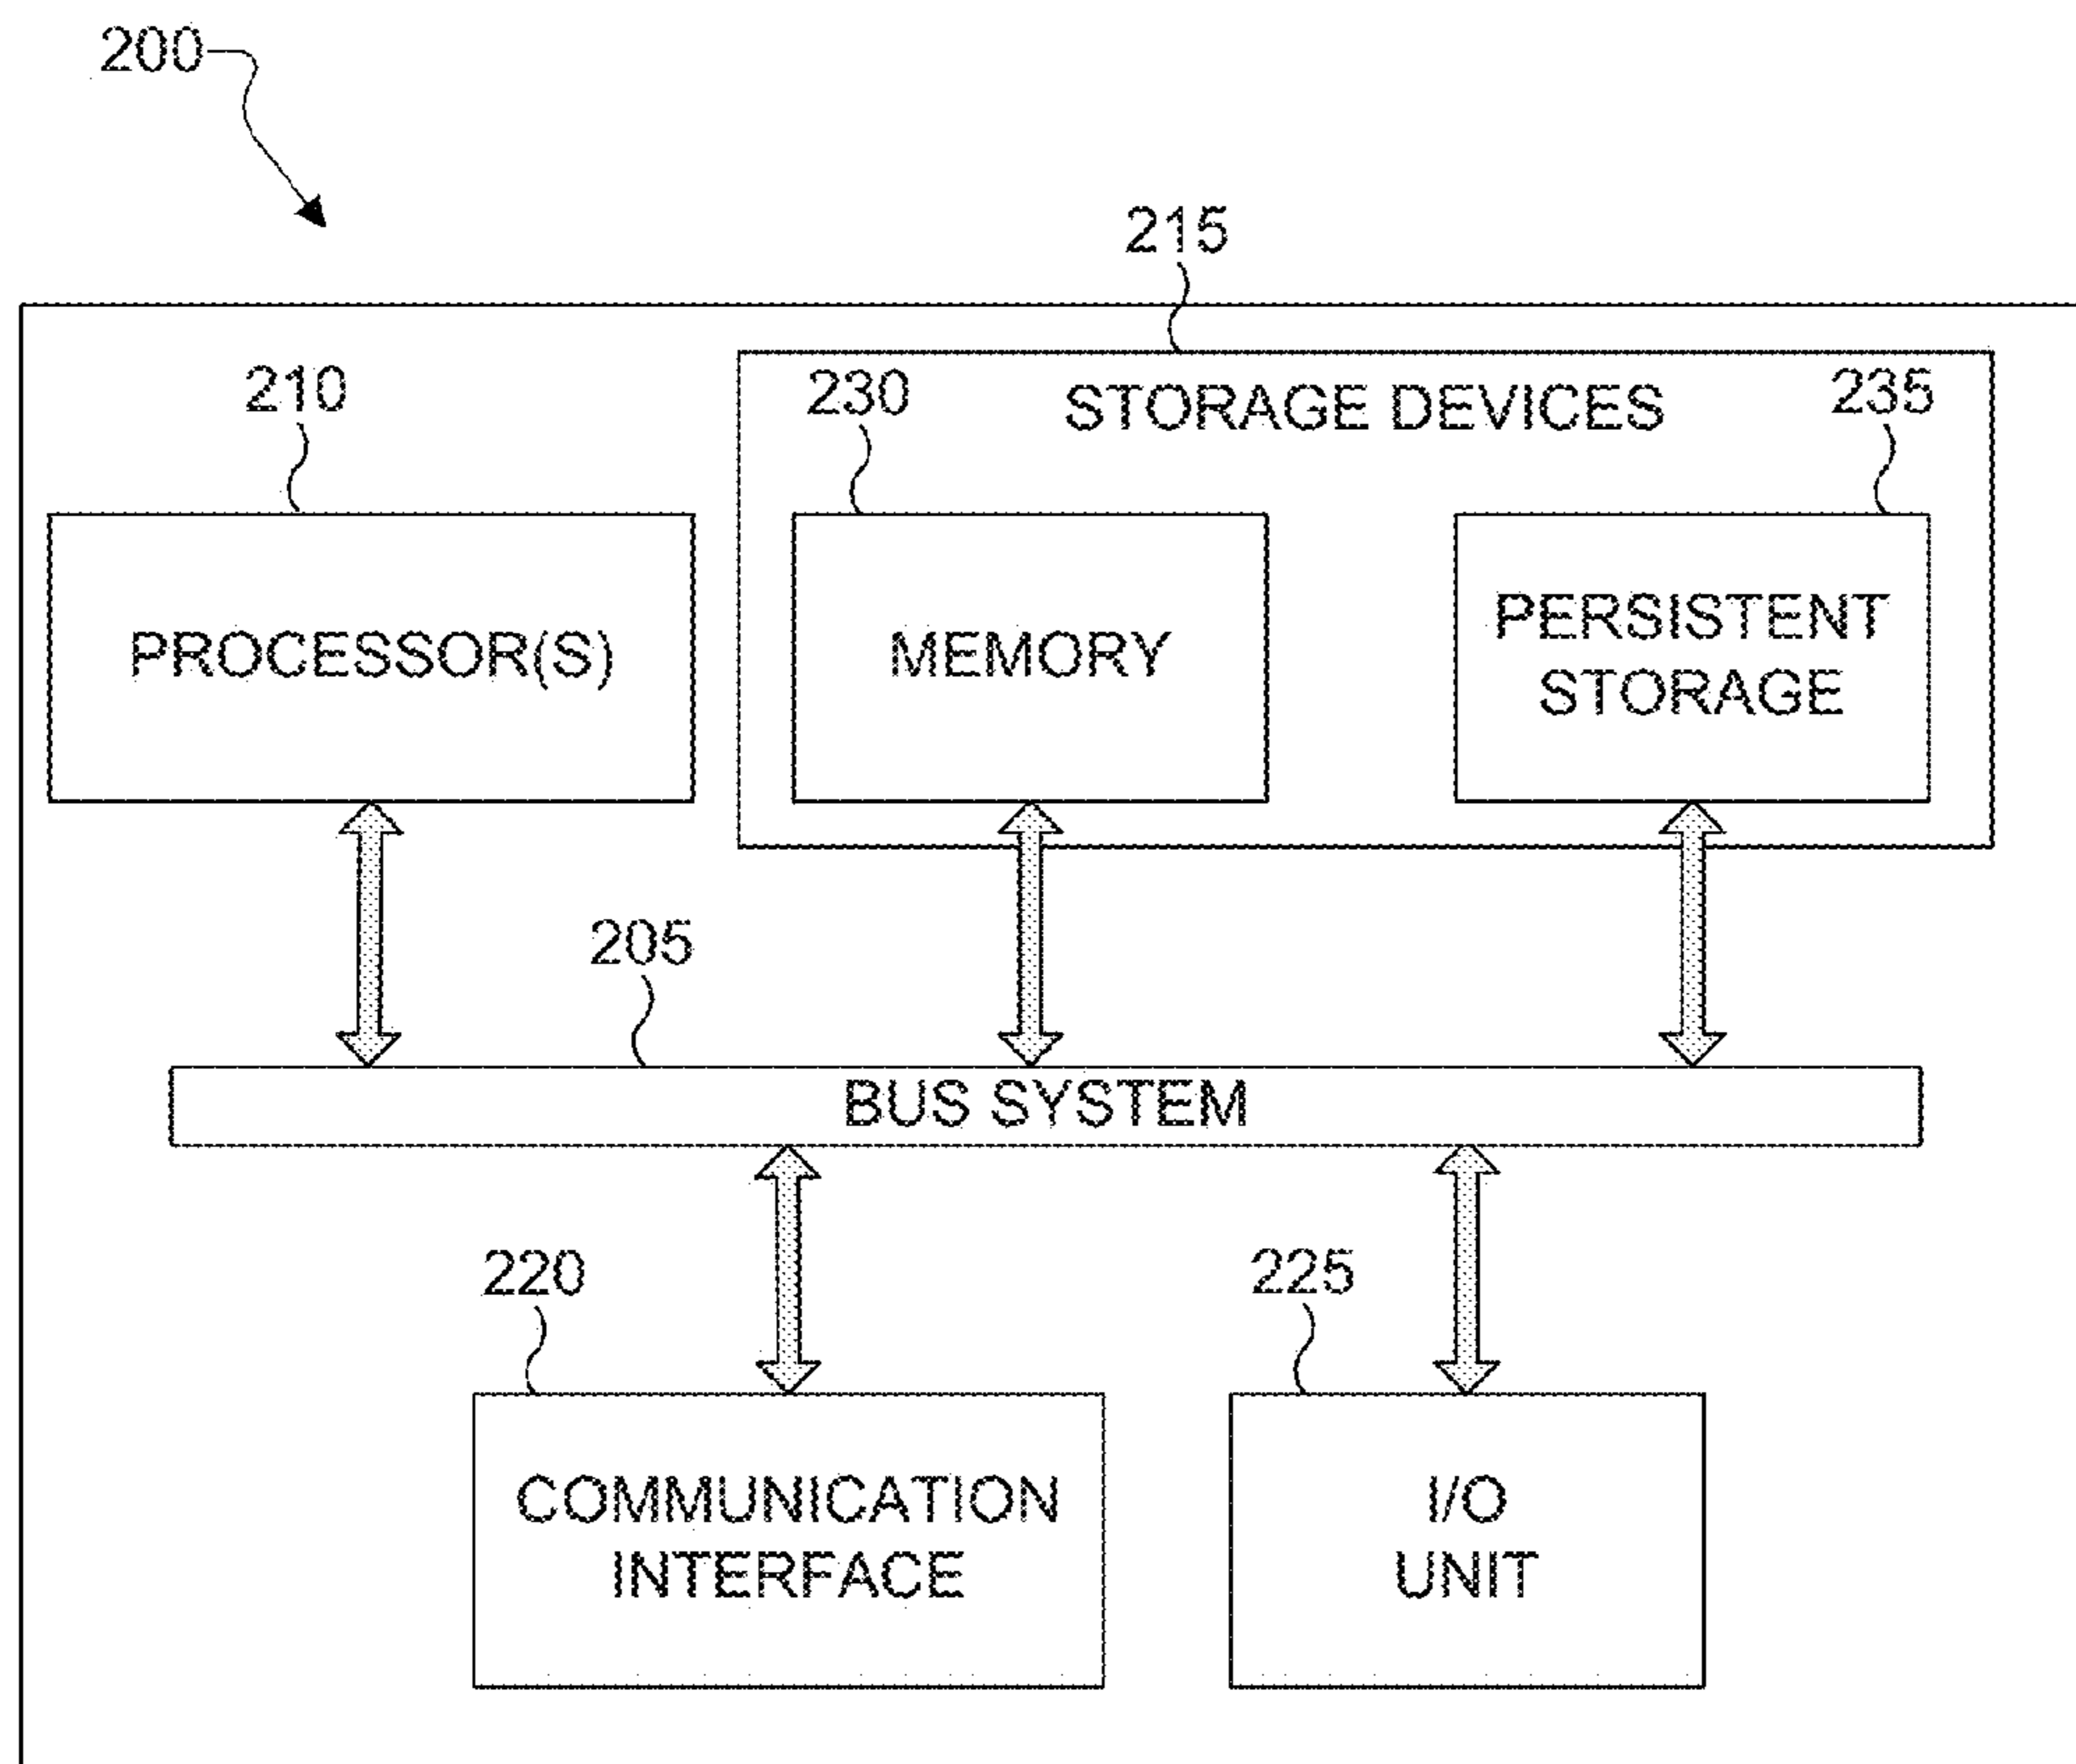 200
215
210
230
STORAGE DEVICES
235
PROCESSOR(S)
MEMORY
PERSISTENT
STORAGE
205
BUS SYSTEM
220
225
COMMUNICATION
INTERFACE
I/O
UNIT